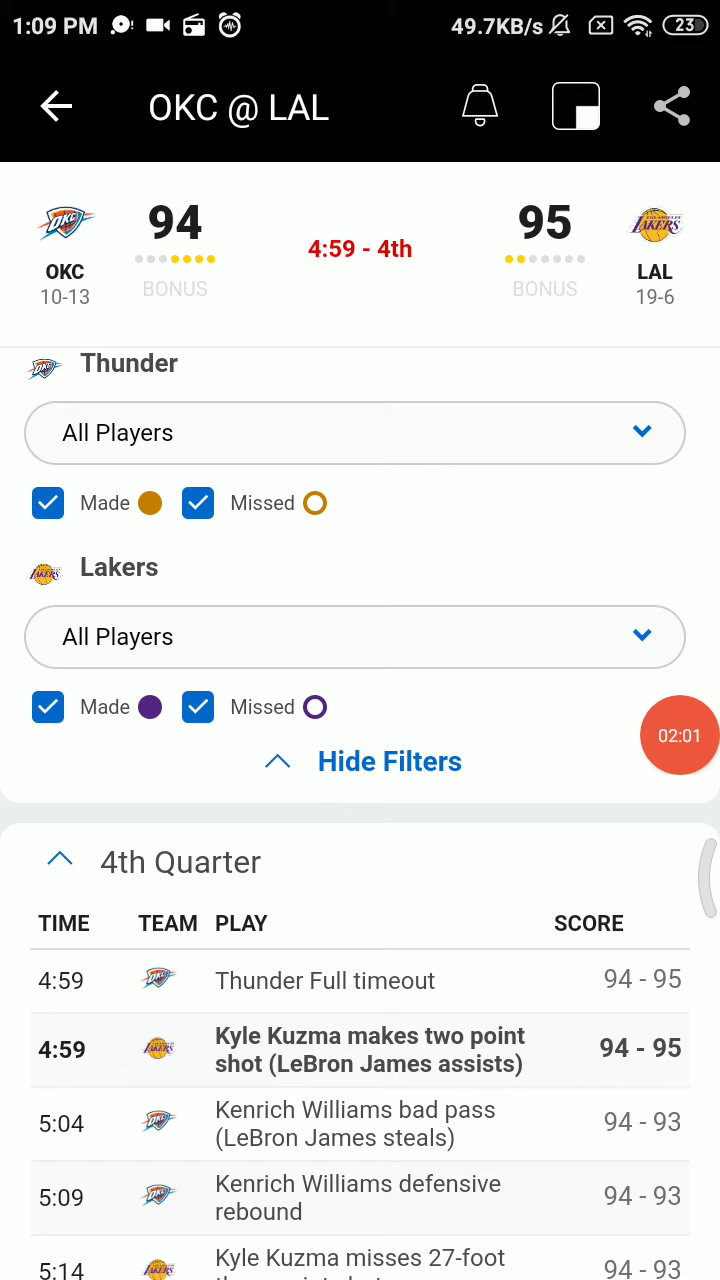 1:09 PM 49.7KB/s 23
OKC @ LAL
94 4:59 - 4th 95
OKC BONUS BONUS LAL
10-13 19-6
Thunder
All Players
Made Missed
Lakers
All Players
Made Missed
02:01
Hide Filters
4th Quarter
TIME TEAM PLAY SCORE
4:59 Thunder Full timeout 94 - 95
4:59 Kyle Kuzma makes two point
shot (LeBron James assists) 94 - 95
5:04 Kenrich Williams bad pass
(LeBron James steals) 94 - 93
5:09 Kenrich Williams defensive
rebound 94 - 93
5:14 Kyle Kuzma misses 27-foot
94 - 93